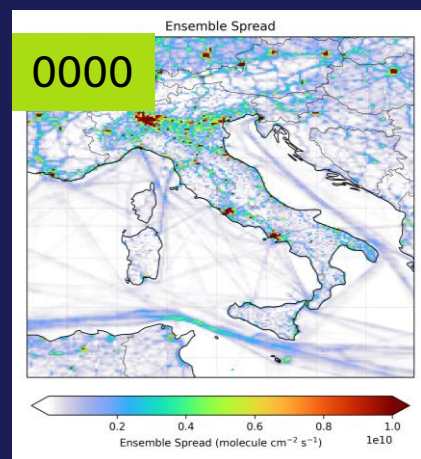 Ensemble Spread
0000
0.2 0.4 0.6 0.8 1.0
1e10
Ensemble Spread (molecule cm⁻² s⁻¹)